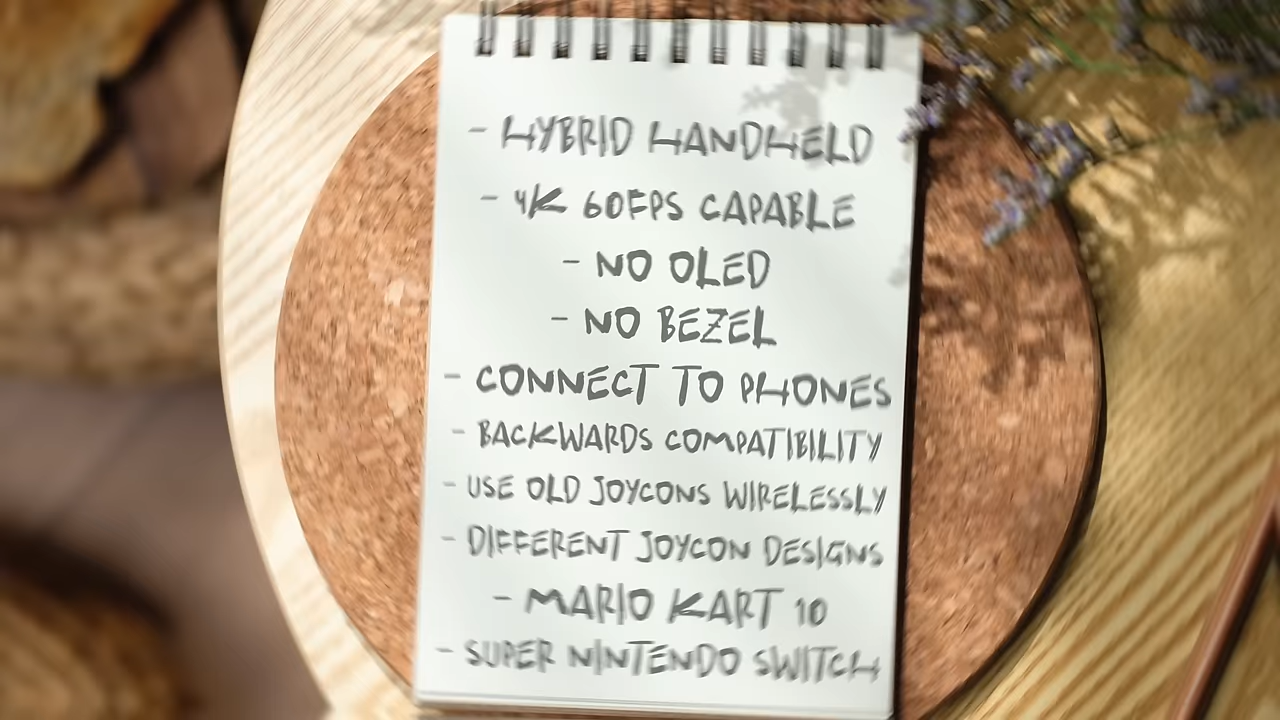 - HYBRID HANDHELD
- 4K 60FPS CAPABLE
- NO OLED
- NO BEZEL
- CONNECT TO PHONES
- BACKWARDS COMPATIBILITY
- USE OLD JOYCONS WIRELESSLY
- DIFFERENT JOYCON DESIGNS
- MARIO KART 10
- SUPER NINTENDO SWITCH